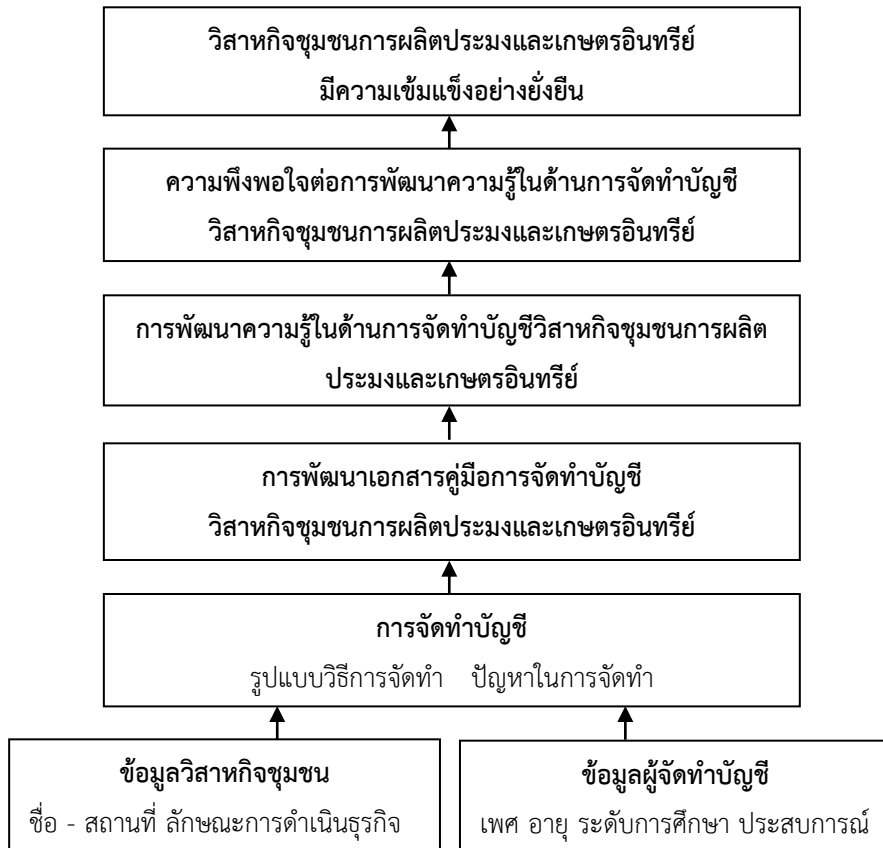 วิสาหกิจชุมชนการผลิตประมงและเกษตรอินทรีย์
มีความเข้มแข็งอย่างยั่งยืน
ความพึงพอใจต่อการพัฒนาความรู้ในด้านการจัดทำบัญชี
วิสาหกิจชุมชนการผลิตประมงและเกษตรอินทรีย์
การพัฒนาความรู้ในด้านการจัดทำบัญชีวิสาหกิจชุมชนการผลิต
ประมงและเกษตรอินทรีย์
การพัฒนาเอกสารคู่มือการจัดทำบัญชี
วิสาหกิจชุมชนการผลิตประมงและเกษตรอินทรีย์
การจัดทำบัญชี
รูปแบบวิธีการจัดทำ ปัญหาในการจัดทำ
ข้อมูลวิสาหกิจชุมชน
ชื่อ - สถานที่ ลักษณะการดำเนินธุรกิจ
ข้อมูลผู้จัดทำบัญชี
เพศ อายุ ระดับการศึกษา ประสบการณ์